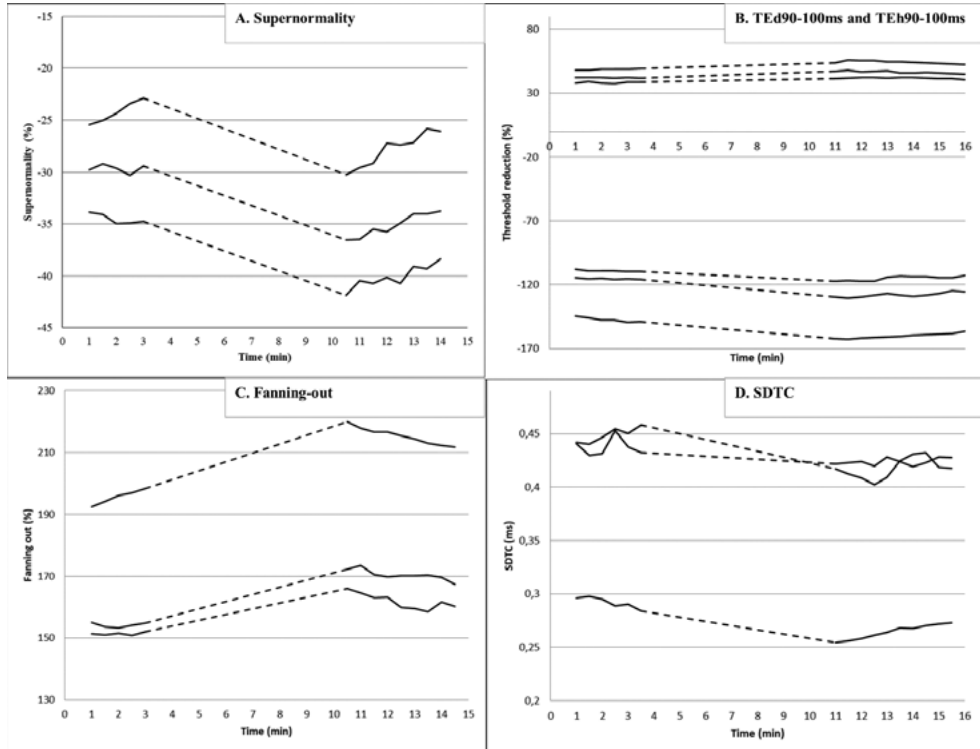 A. Supernormality
-15
-20
-25
-30
-35
-40
-45
Supernormality (%)
0 1 2 3 4 5 6 7 8 9 10 11 12 13 14 15
Time (min)
B. TEd90-100ms and TEh90-100ms
80
30
-20
-70
-120
-170
Threshold reduction (%)
0 1 2 3 4 5 6 7 8 9 10 11 12 13 14 15 16
Time (min)
C. Fanning-out
230
210
190
170
150
130
Fanning out (%)
0 1 2 3 4 5 6 7 8 9 10 11 12 13 14 15
Time (min)
D. SDTC
0,45
0,4
0,35
0,3
0,25
0,2
SDTC (ms)
0 1 2 3 4 5 6 7 8 9 10 11 12 13 14 15 16
Time (min)